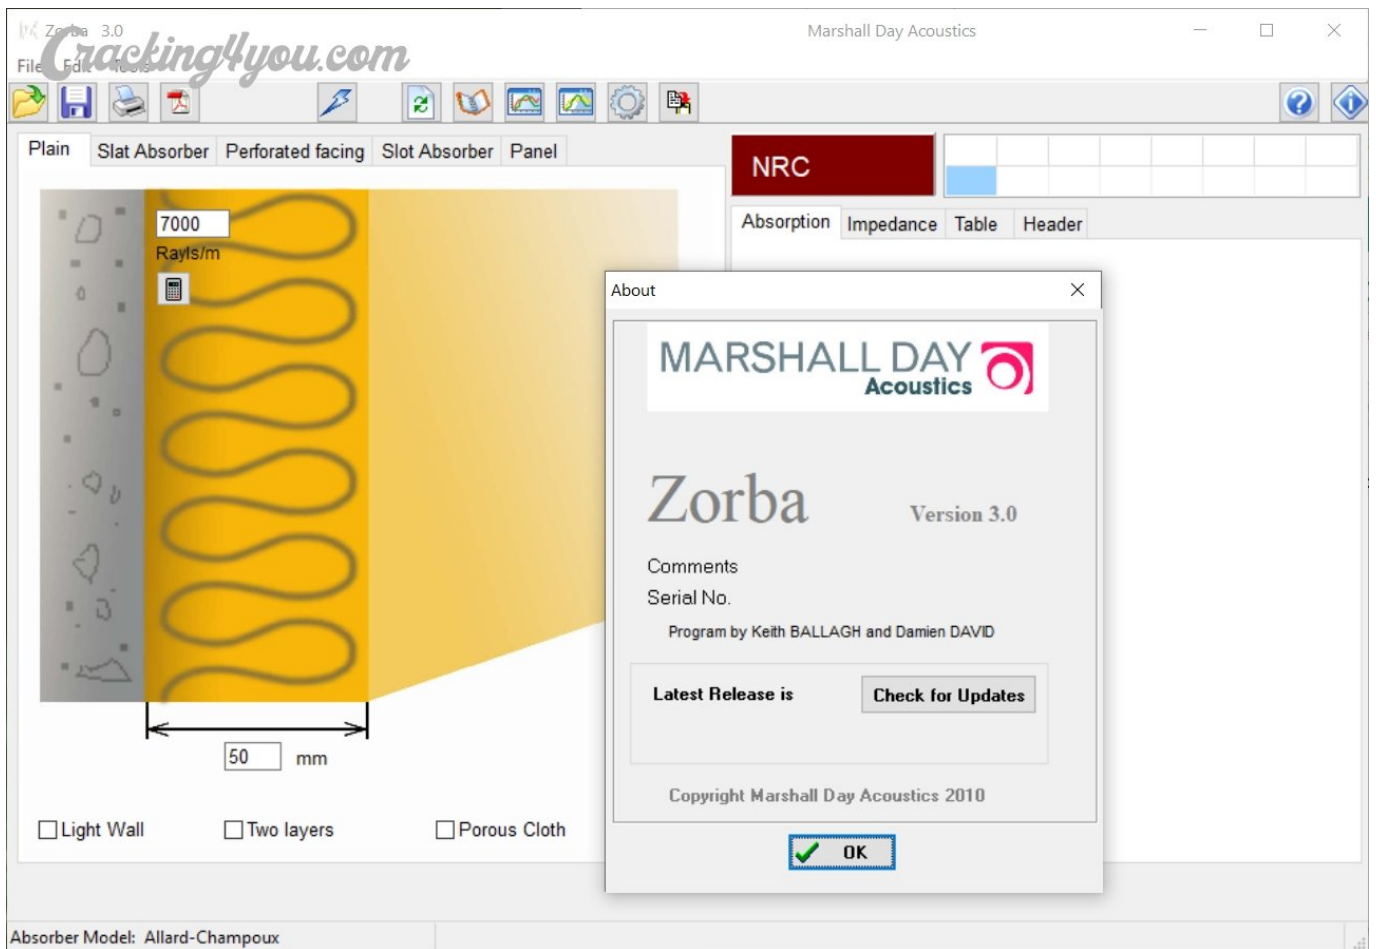 Zorba 3.0
Marshall Day Acoustics
Cracking4you.com
File Edit Tools
Plain Slat Absorber Perforated facing Slot Absorber Panel
NRC
Absorption Impedance Table Header
7000
Rayls/m
50 mm
Light Wall Two layers Porous Cloth
Absorber Model: Allard-Champoux
About
MARSHALL DAY
Acoustics
Zorba Version 3.0
Comments
Serial No.
Program by Keith BALLAGH and Damien DAVID
Latest Release is Check for Updates
Copyright Marshall Day Acoustics 2010
OK